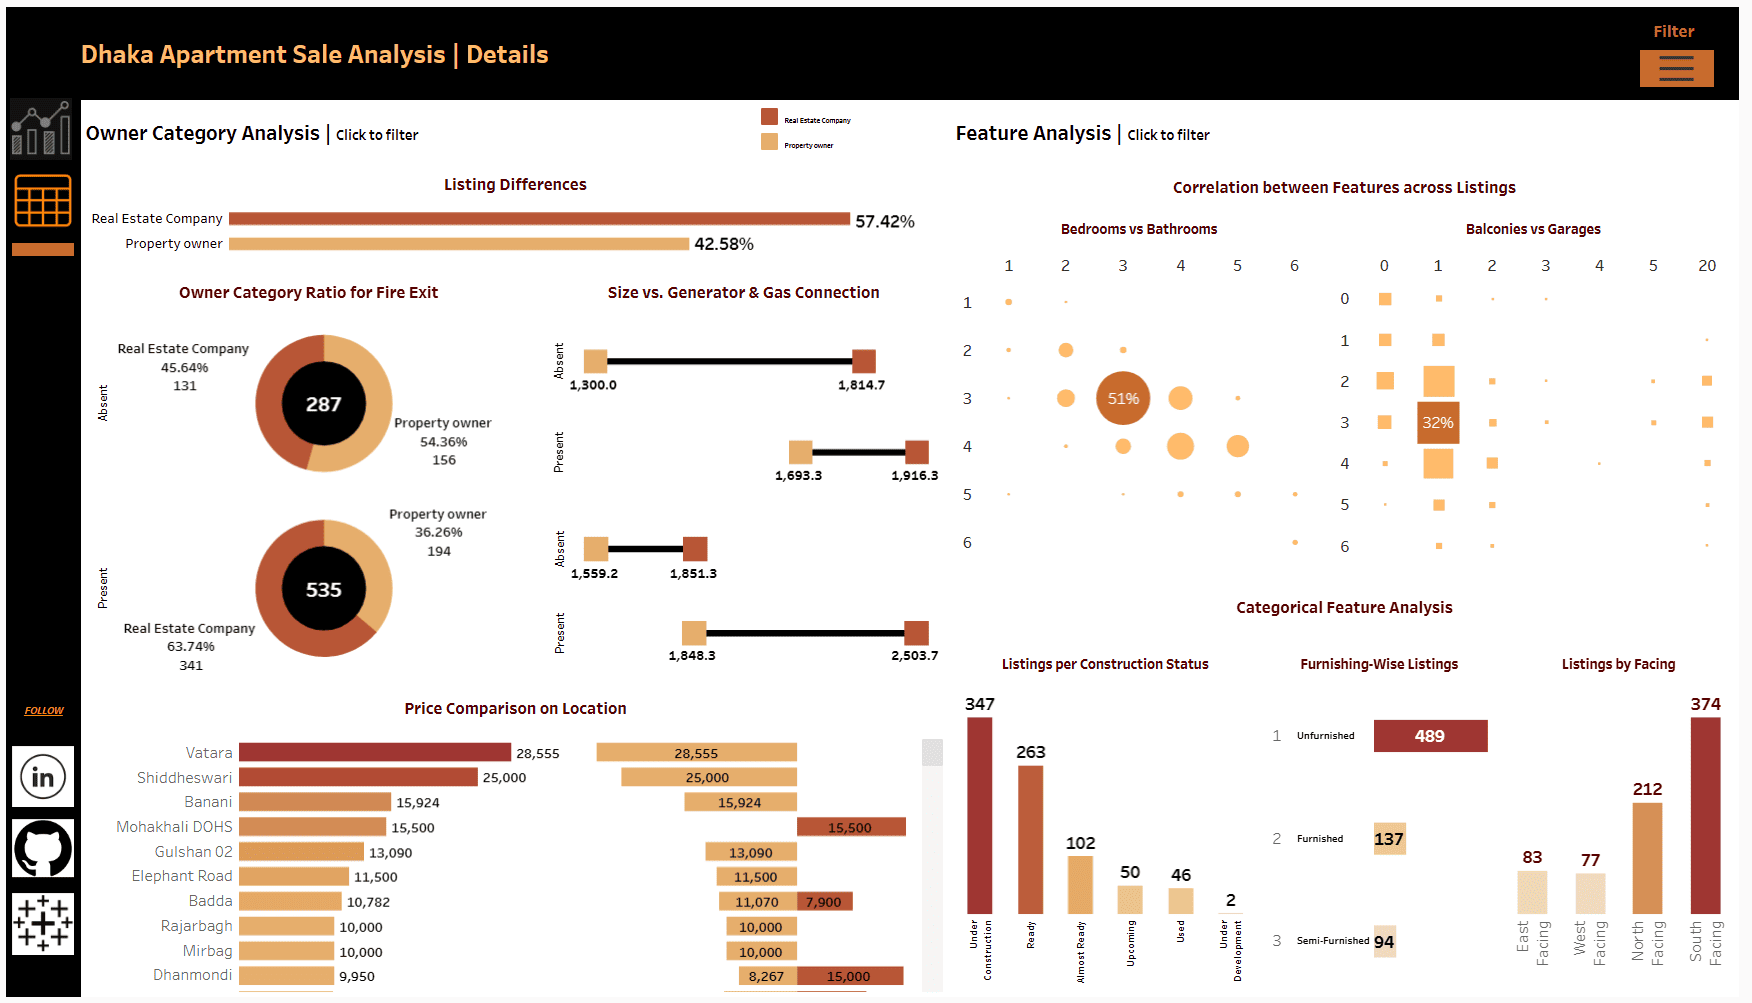 Dhaka Apartment Sale Analysis | Details
Filter
Owner Category Analysis | Click to filter
Real Estate Company
Property owner
Listing Differences
Real Estate Company 57.42%
Property owner 42.58%
Owner Category Ratio for Fire Exit
Absent
Real Estate Company
45.64%
131
287
Property owner
54.36%
156
Present
Property owner
36.26%
194
535
Real Estate Company
63.74%
341
Size vs. Generator & Gas Connection
Absent
1,300.0 1,814.7
Present
1,693.3 1,916.3
Absent
1,559.2 1,851.3
Present
1,848.3 2,503.7
Price Comparison on Location
Vatara 28,555 28,555
Shiddheswari 25,000 25,000
Banani 15,924 15,924
Mohakhali DOHS 15,500 15,500
Gulshan 02 13,090 13,090
Elephant Road 11,500 11,500
Badda 10,782 11,070 7,900
Rajarbagh 10,000 10,000
Mirbag 10,000 10,000
Dhanmondi 9,950 8,267 15,000
FOLLOW
in
Feature Analysis | Click to filter
Correlation between Features across Listings
Bedrooms vs Bathrooms
1 2 3 4 5 6
1
2
3 51%
4
5
6
Balconies vs Garages
0 1 2 3 4 5 20
0
1
2
3 32%
4
5
6
Categorical Feature Analysis
Listings per Construction Status
347
263
102
50
46
2
Under
Construction
Ready
Almost Ready
Upcoming
Used
Under
Development
Furnishing-Wise Listings
1 Unfurnished 489
2 Furnished 137
3 Semi-Furnished 94
Listings by Facing
83
77
212
374
East
Facing
West
Facing
North
Facing
South
Facing